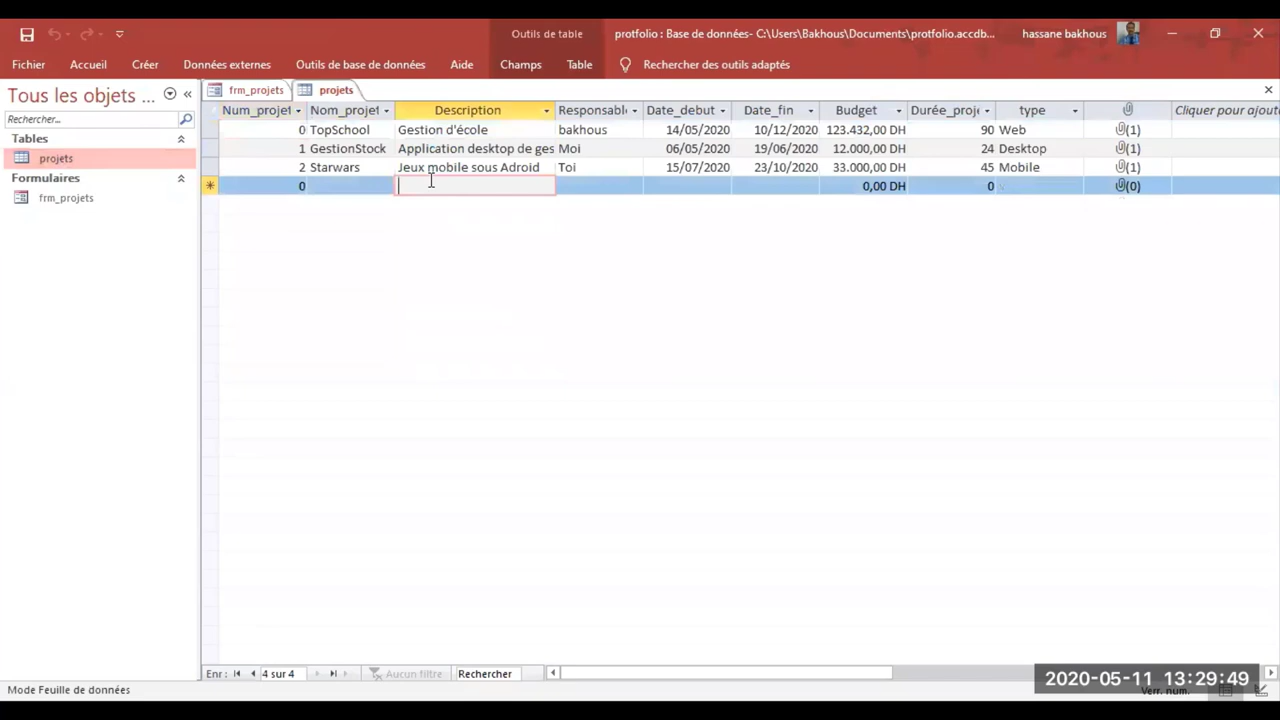 Outils de table
protfolio : Base de données- C:\Users\Bakhous\Documents\protfolio.accdb...
hassane bakhous
Fichier Accueil Créer Données externes Outils de base de données Aide Champs Table Rechercher des outils adaptés
Tous les objets ...
Rechercher...
Tables
projets
Formulaires
frm_projets
frm_projets projets
Num_projet Nom_projet Description Responsable Date_debut Date_fin Budget Durée_proje type Cliquer pour ajoute
0 TopSchool Gestion d'école bakhous 14/05/2020 10/12/2020 123.432,00 DH 90 Web (1)
1 GestionStock Application desktop de ges Moi 06/05/2020 19/06/2020 12.000,00 DH 24 Desktop (1)
2 Starwars Jeux mobile sous Adroid Toi 15/07/2020 23/10/2020 33.000,00 DH 45 Mobile (1)
0 0,00 DH 0 (0)
Enr : 4 sur 4 Aucun filtre Rechercher
Mode Feuille de données
2020-05-11 13:29:49
Verr. num.